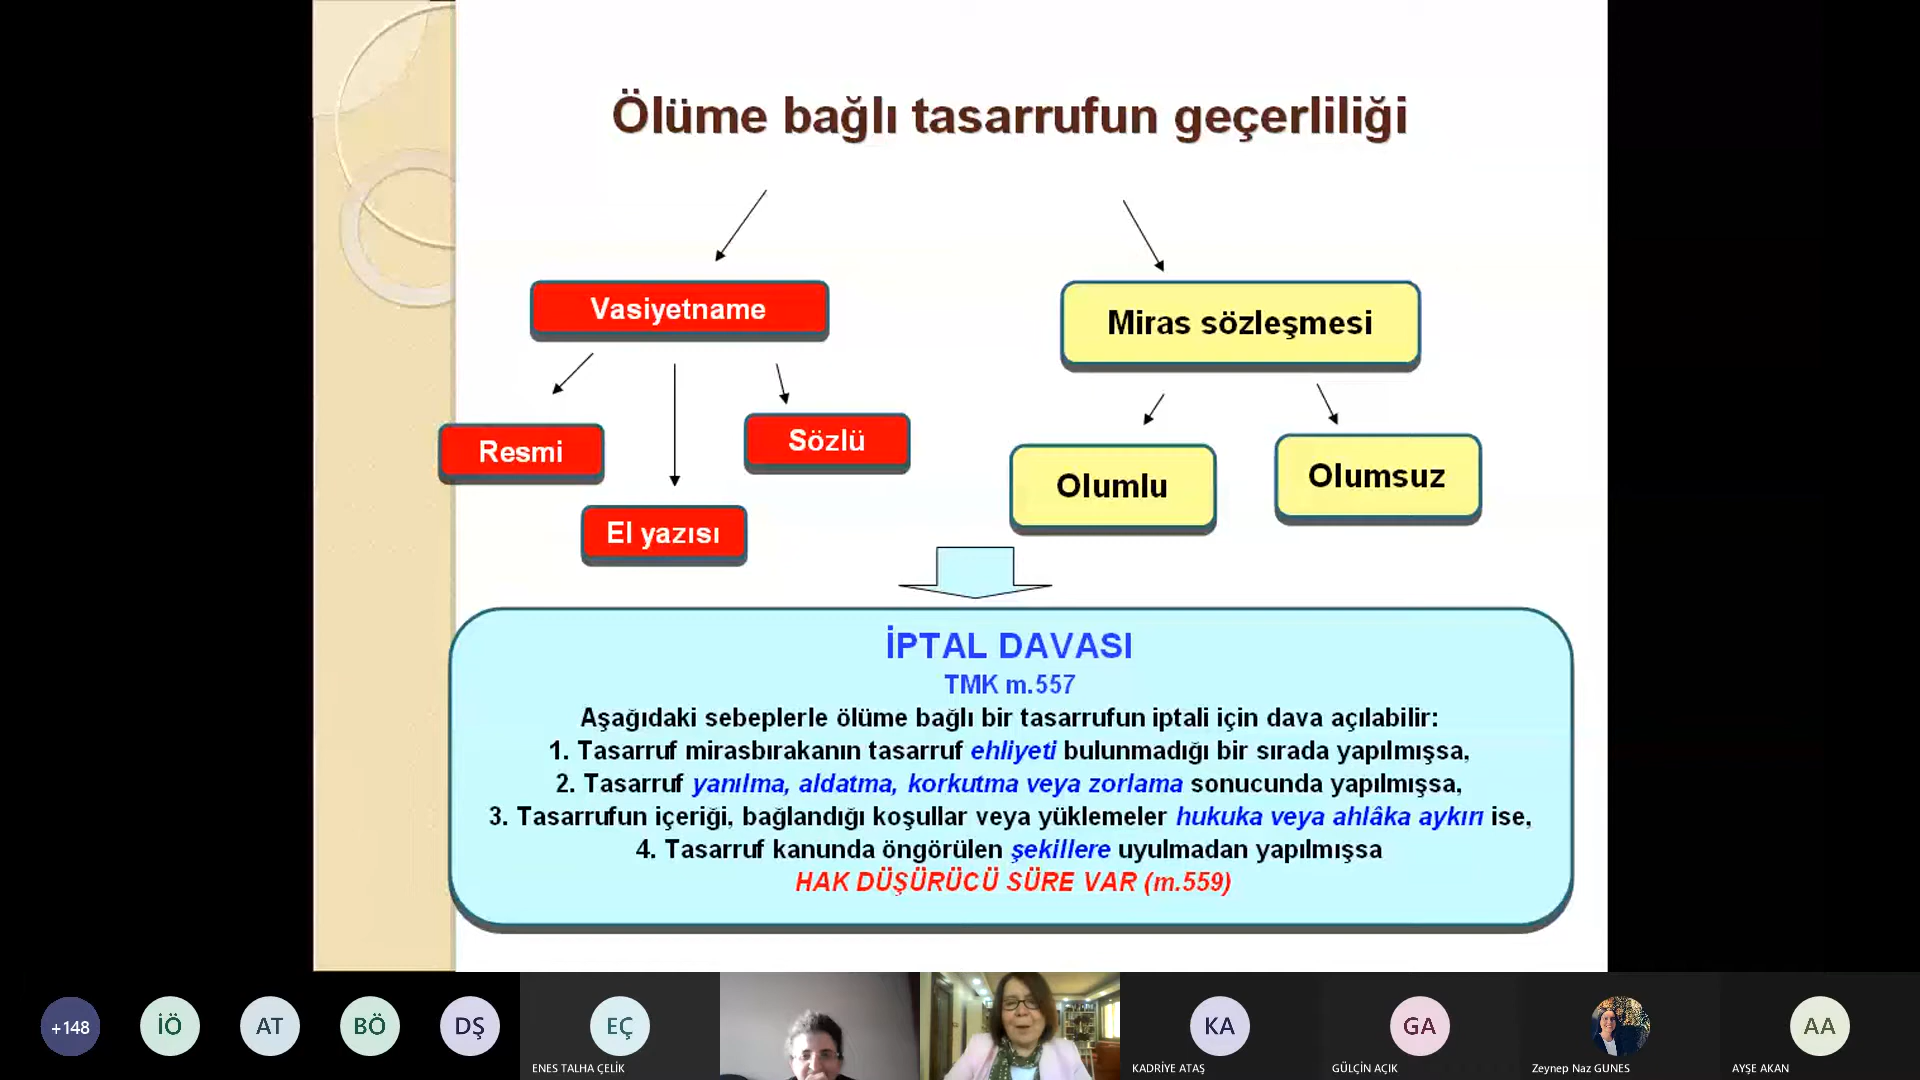 Ölüme bağlı tasarrufun geçerliliği
Vasiyetname
Miras sözleşmesi
Resmi
Sözlü
El yazısı
Olumlu
Olumsuz
İPTAL DAVASI
TMK m.557
Aşağıdaki sebeplerle ölüme bağlı bir tasarrufun iptali için dava açılabilir:
1. Tasarruf mirasbırakanın tasarruf ehliyeti bulunmadığı bir sırada yapılmışsa,
2. Tasarruf yanılma, aldatma, korkutma veya zorlama sonucunda yapılmışsa,
3. Tasarrufun içeriği, bağlandığı koşullar veya yüklemeler hukuka veya ahlâka aykırı ise,
4. Tasarruf kanunda öngörülen şekillere uyulmadan yapılmışsa
HAK DÜŞÜRÜCÜ SÜRE VAR (m.559)
+148
İÖ
AT
BÖ
DŞ
EÇ
KA
GA
AA
ENES TALHA ÇELİK
KADRİYE ATAŞ
GÜLÇİN AÇIK
Zeynep Naz GUNES
AYŞE AKAN